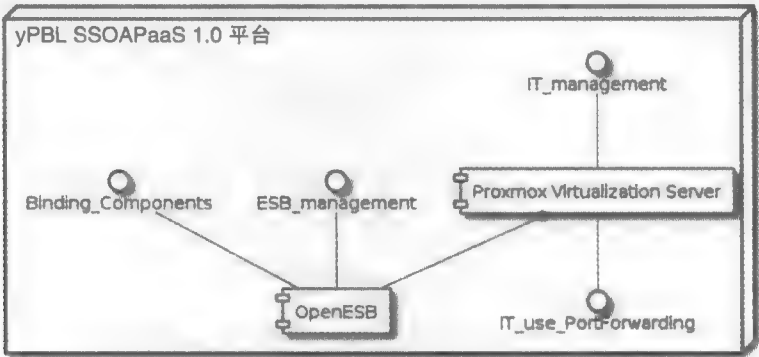 yPBL SSOAPaaS 1.0 平台
IT_management
Binding_Components
ESB_management
Proxmox Virtualization Server
OpenESB
IT_use_PortForwarding